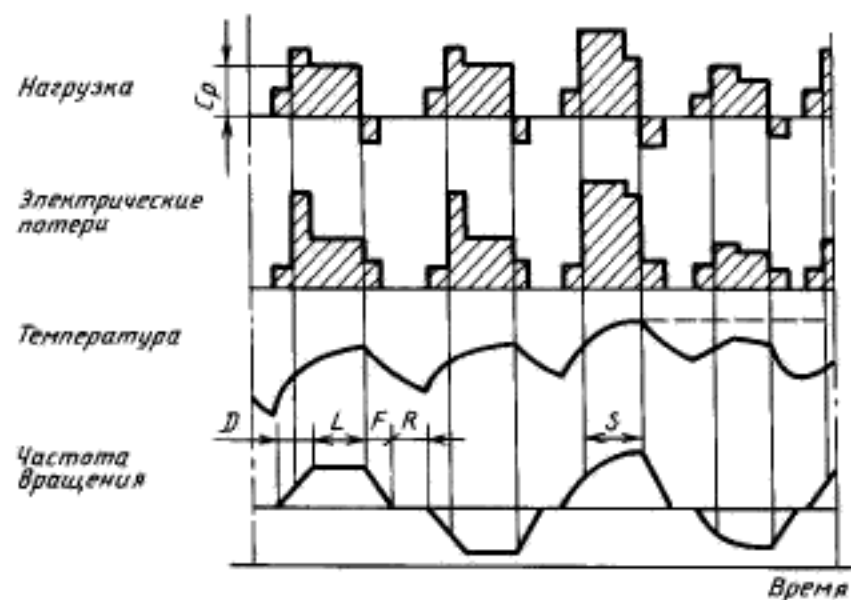 Нагрузка
Cp
Электрические
потери
Температура
D L F R S
Частота
вращения
Время